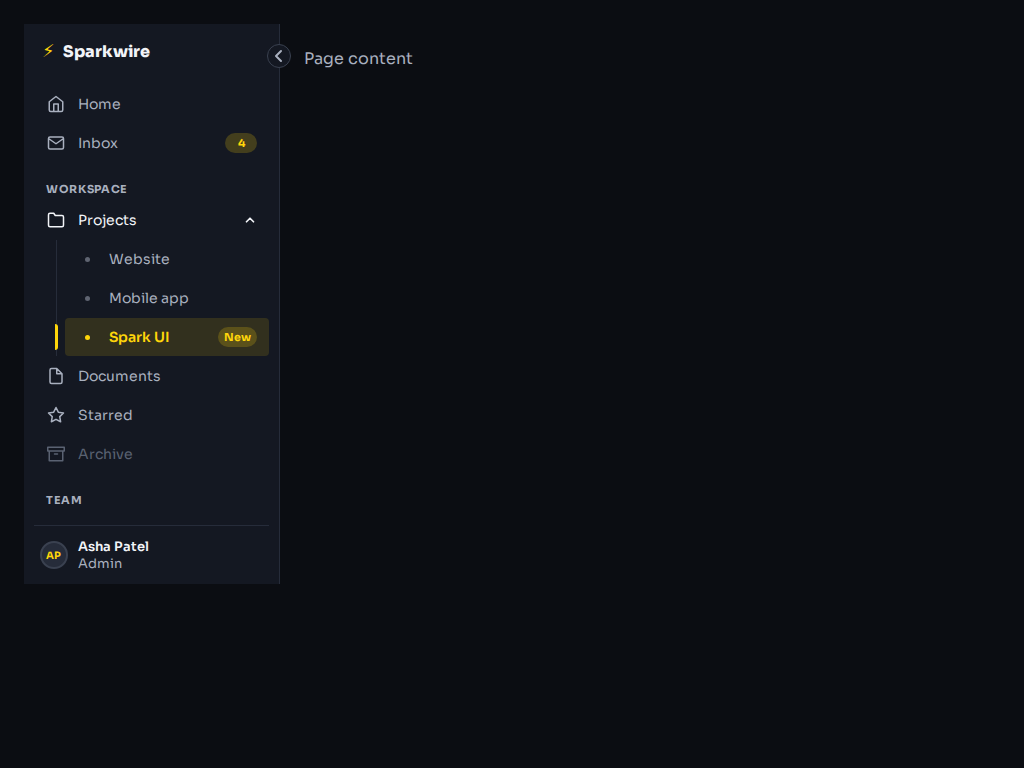 ⚡ Sparkwire
Page content
Home
Inbox 4
WORKSPACE
Projects
Website
Mobile app
Spark UI New
Documents
Starred
Archive
TEAM
AP Asha Patel
Admin